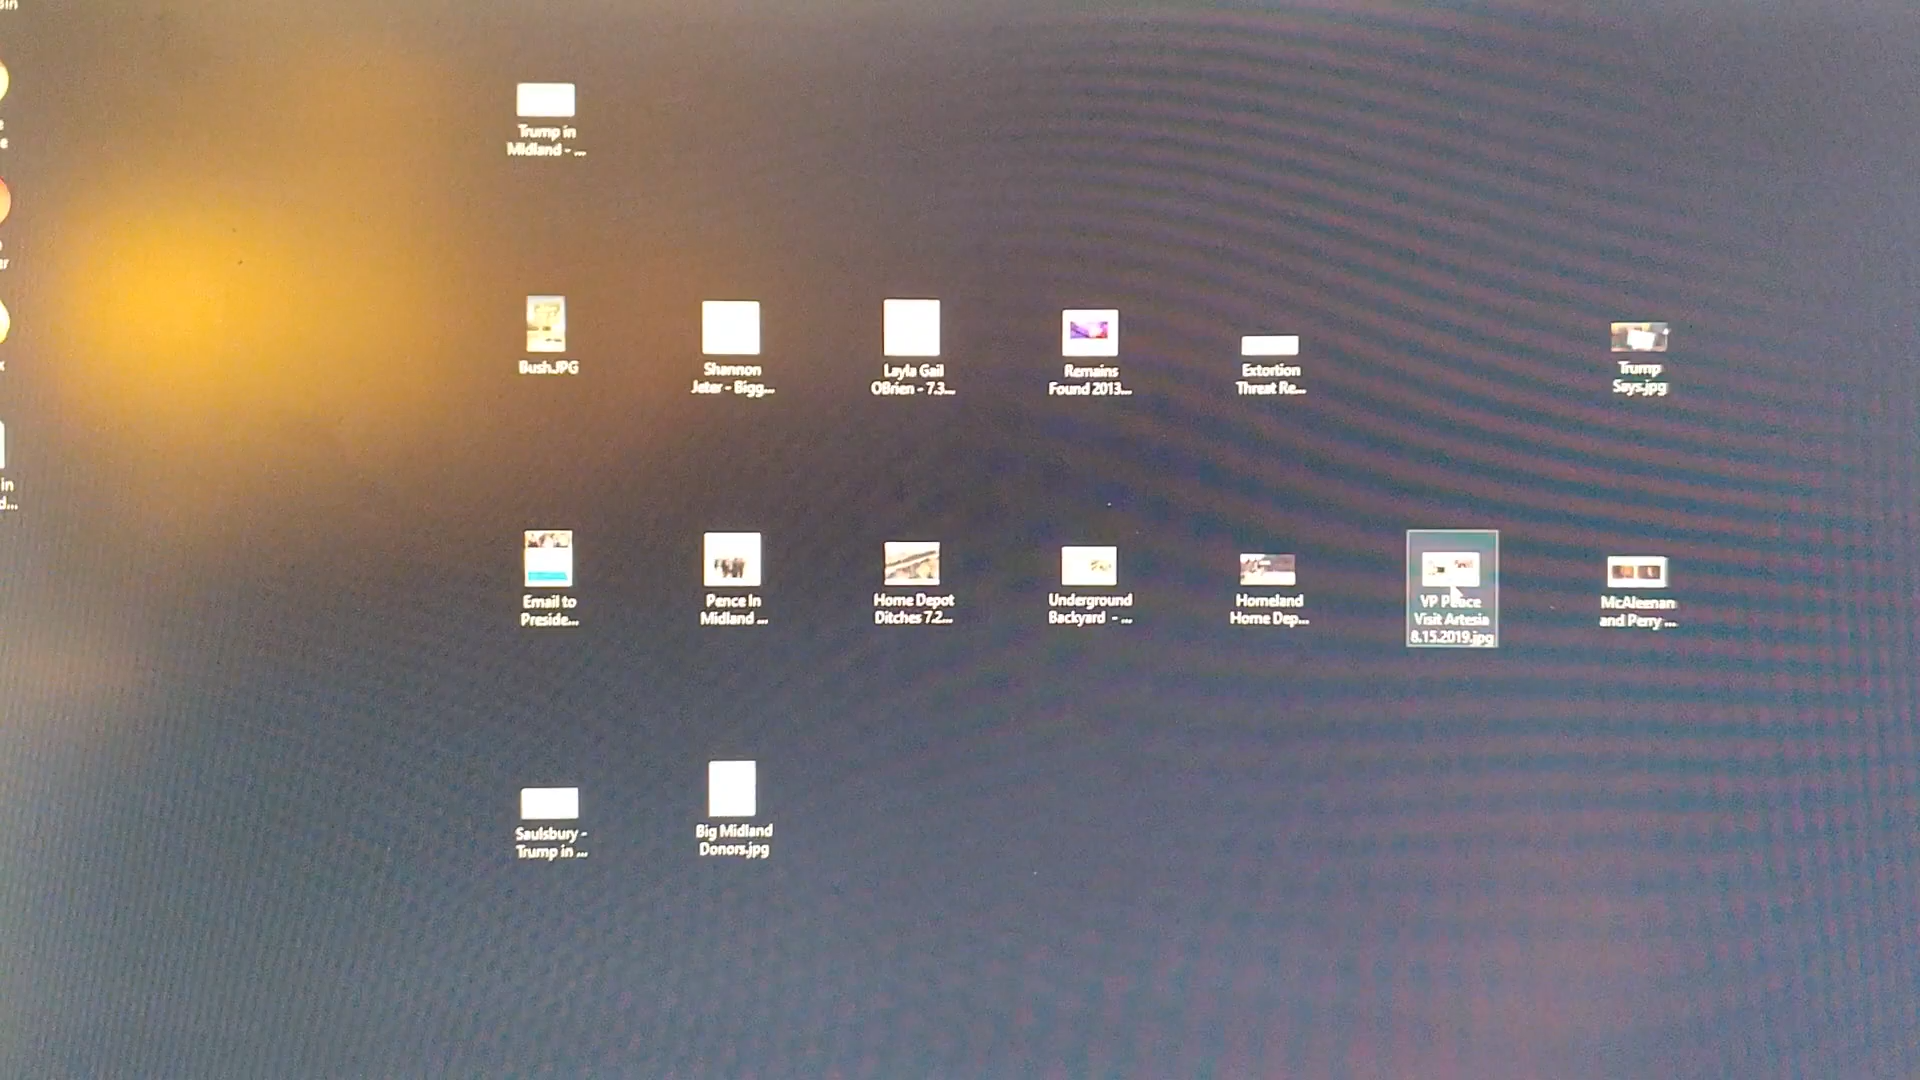 Trump in
Midland - ...
Bush.JPG
Shannon
Jeter - Bigg...
Layla Gail
OBrien - 7.3...
Remains
Found 2013...
Extortion
Threat Re...
Trump
Says.jpg
Email to
Preside...
Pence In
Midland ...
Home Depot
Ditches 7.2...
Underground
Backyard - ...
Homeland
Home Dep...
VP Pence
Visit Artesia
8.15.2019.jpg
McAleenan
and Perry ...
Saulsbury -
Trump in ...
Big Midland
Donors.jpg
in
d...